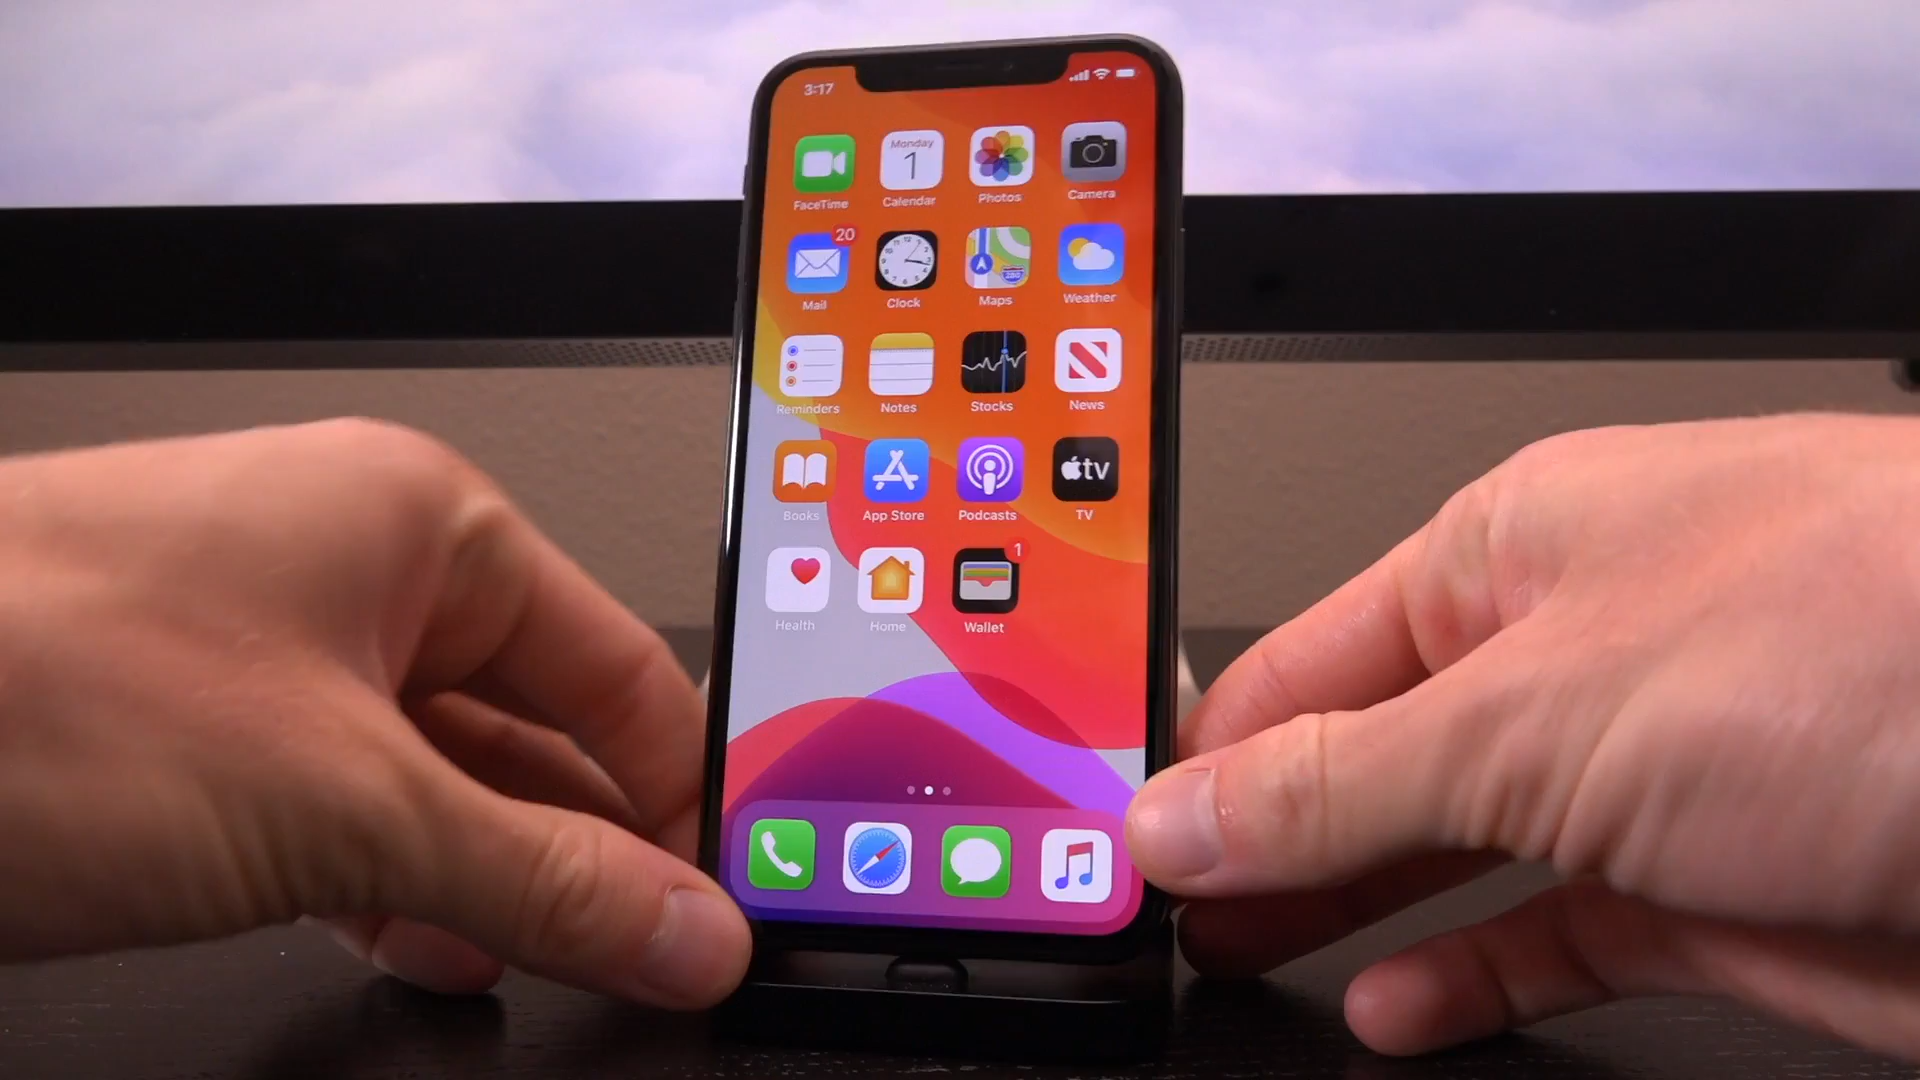 3:17
Monday
1
FaceTime
Calendar
Photos
Camera
20
280
Mail
Clock
Maps
Weather
Reminders
Notes
Stocks
News
tv
Books
App Store
Podcasts
TV
1
Health
Home
Wallet